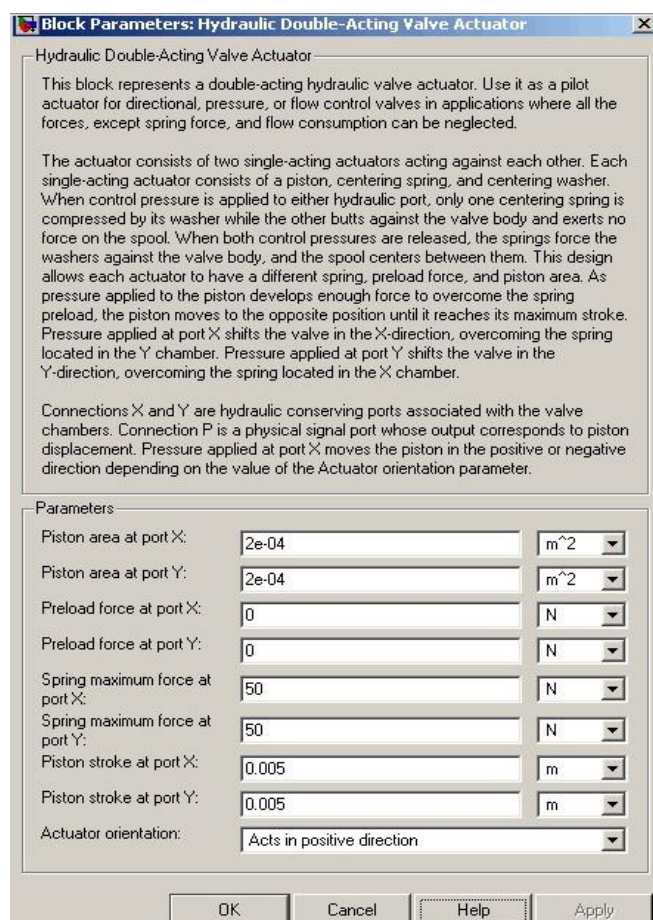 Block Parameters: Hydraulic Double-Acting Valve Actuator
Hydraulic Double-Acting Valve Actuator
This block represents a double-acting hydraulic valve actuator. Use it as a pilot
actuator for directional, pressure, or flow control valves in applications where all the
forces, except spring force, and flow consumption can be neglected.
The actuator consists of two single-acting actuators acting against each other. Each
single-acting actuator consists of a piston, centering spring, and centering washer.
When control pressure is applied to either hydraulic port, only one centering spring is
compressed by its washer while the other butts against the valve body and exerts no
force on the spool. When both control pressures are released, the springs force the
washers against the valve body, and the spool centers between them. This design
allows each actuator to have a different spring, preload force, and piston area. As
pressure applied to the piston develops enough force to overcome the spring
preload, the piston moves to the opposite position until it reaches its maximum stroke.
Pressure applied at port X shifts the valve in the X-direction, overcoming the spring
located in the Y chamber. Pressure applied at port Y shifts the valve in the
Y-direction, overcoming the spring located in the X chamber.
Connections X and Y are hydraulic conserving ports associated with the valve
chambers. Connection P is a physical signal port whose output corresponds to piston
displacement. Pressure applied at port X moves the piston in the positive or negative
direction depending on the value of the Actuator orientation parameter.
Parameters
Piston area at port X: 2e-04 m^2
Piston area at port Y: 2e-04 m^2
Preload force at port X: 0 N
Preload force at port Y: 0 N
Spring maximum force at
port X: 50 N
Spring maximum force at
port Y: 50 N
Piston stroke at port X: 0.005 m
Piston stroke at port Y: 0.005 m
Actuator orientation: Acts in positive direction
OK Cancel Help Apply